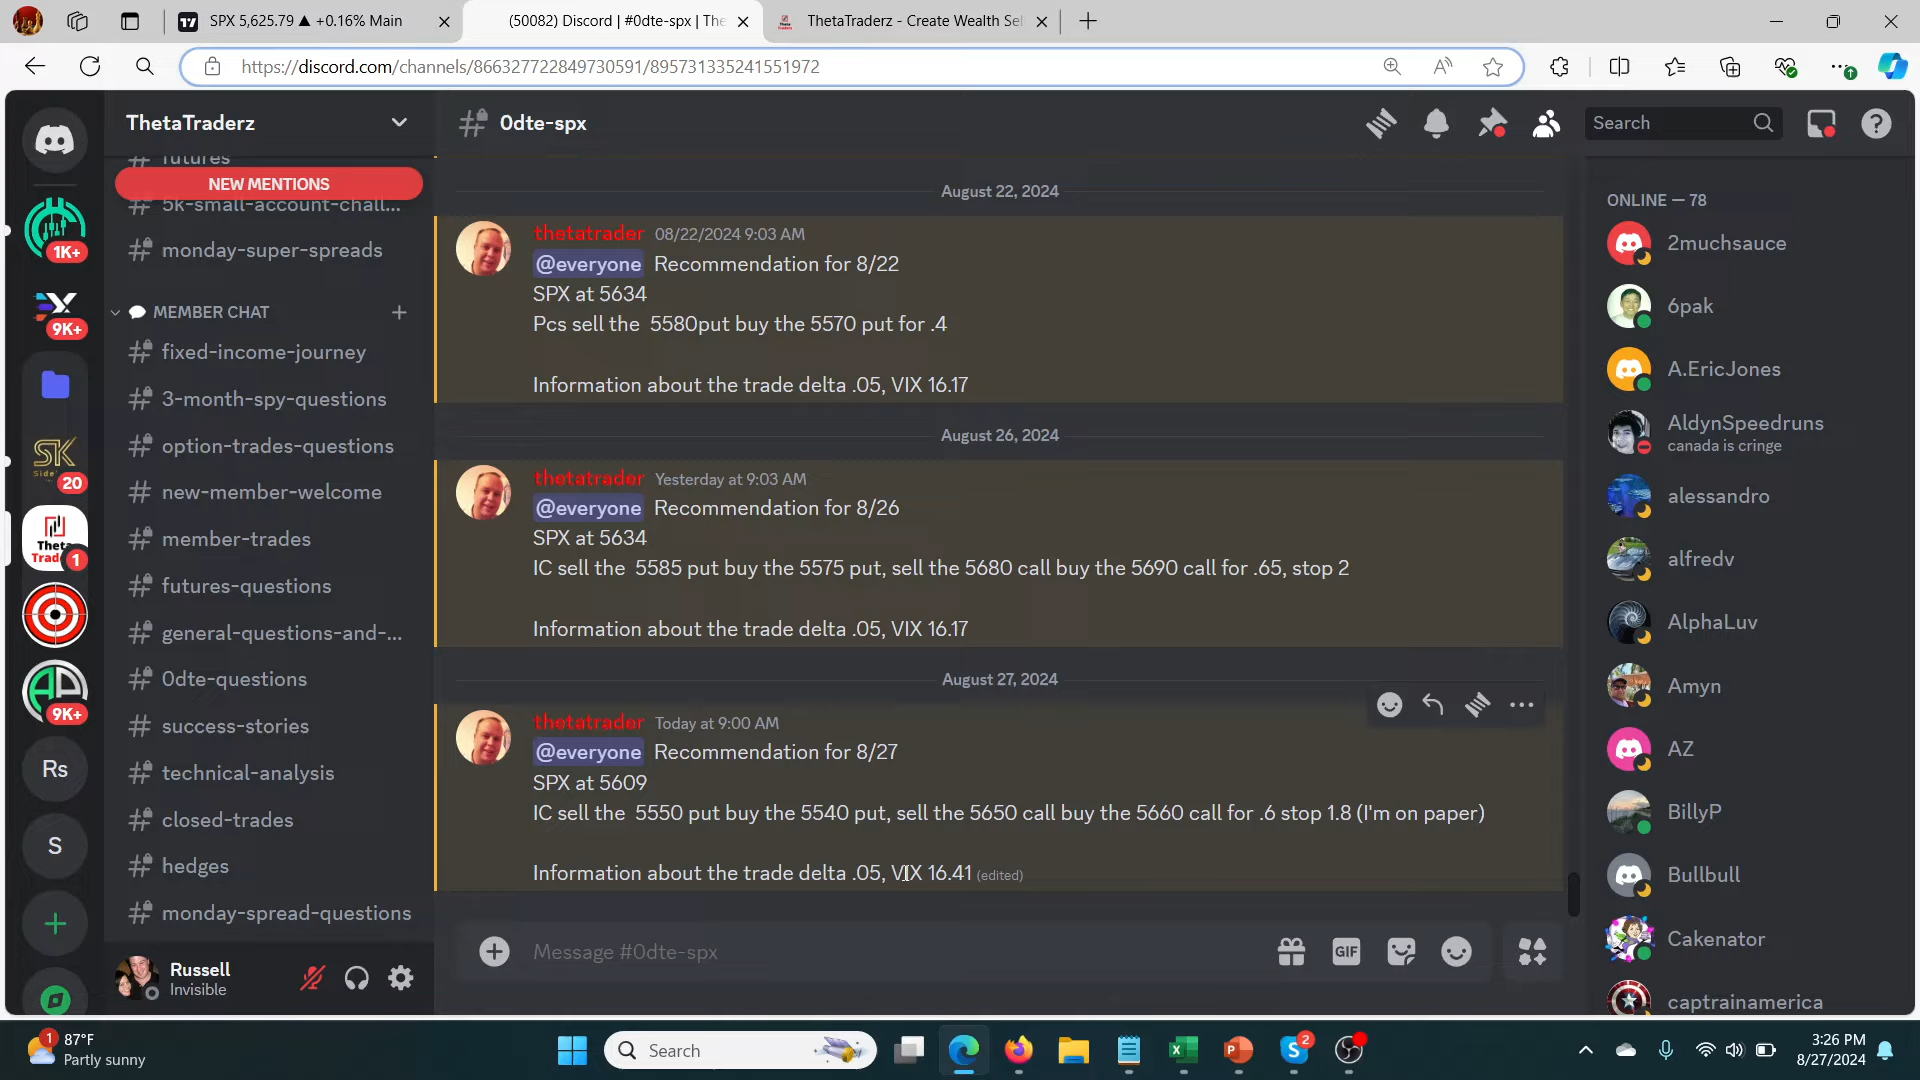 SPX 5,625.79 ▲ +0.16% Main
(50082) Discord | #0dte-spx | The
ThetaTraderz - Create Wealth Sel
https://discord.com/channels/866327722849730591/895731335241551972
ThetaTraderz
0dte-spx
Search
futures
NEW MENTIONS
5k-small-account-chall...
monday-super-spreads
MEMBER CHAT
fixed-income-journey
3-month-spy-questions
option-trades-questions
new-member-welcome
member-trades
futures-questions
general-questions-and-...
0dte-questions
success-stories
technical-analysis
closed-trades
hedges
monday-spread-questions
Russell
Invisible
1K+
9K+
SK
Side
20
Theta
Trad
1
9K+
Rs
S
August 22, 2024
thetatrader 08/22/2024 9:03 AM
@everyone Recommendation for 8/22
SPX at 5634
Pcs sell the 5580put buy the 5570 put for .4
Information about the trade delta .05, VIX 16.17
August 26, 2024
thetatrader Yesterday at 9:03 AM
@everyone Recommendation for 8/26
SPX at 5634
IC sell the 5585 put buy the 5575 put, sell the 5680 call buy the 5690 call for .65, stop 2
Information about the trade delta .05, VIX 16.17
August 27, 2024
thetatrader Today at 9:00 AM
@everyone Recommendation for 8/27
SPX at 5609
IC sell the 5550 put buy the 5540 put, sell the 5650 call buy the 5660 call for .6 stop 1.8 (I'm on paper)
Information about the trade delta .05, VIX 16.41 (edited)
Message #0dte-spx
GIF
ONLINE — 78
2muchsauce
6pak
A.EricJones
AldynSpeedruns
canada is cringe
alessandro
alfredv
AlphaLuv
Amyn
AZ
BillyP
Bullbull
Cakenator
captrainamerica
1
87°F
Partly sunny
Search
2
3:26 PM
8/27/2024